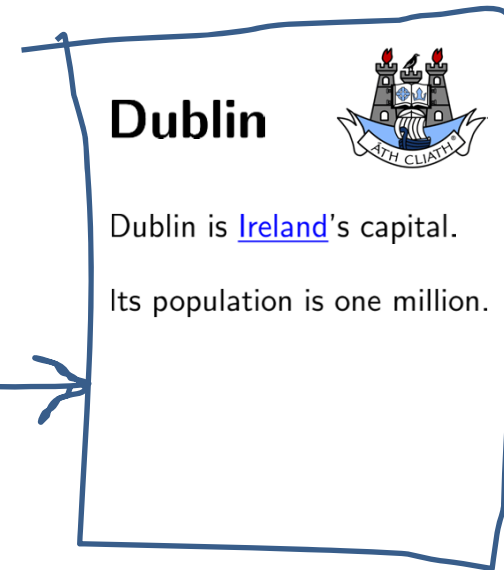 Dublin
ÁTH CLIATH
Dublin is Ireland's capital.
Its population is one million.